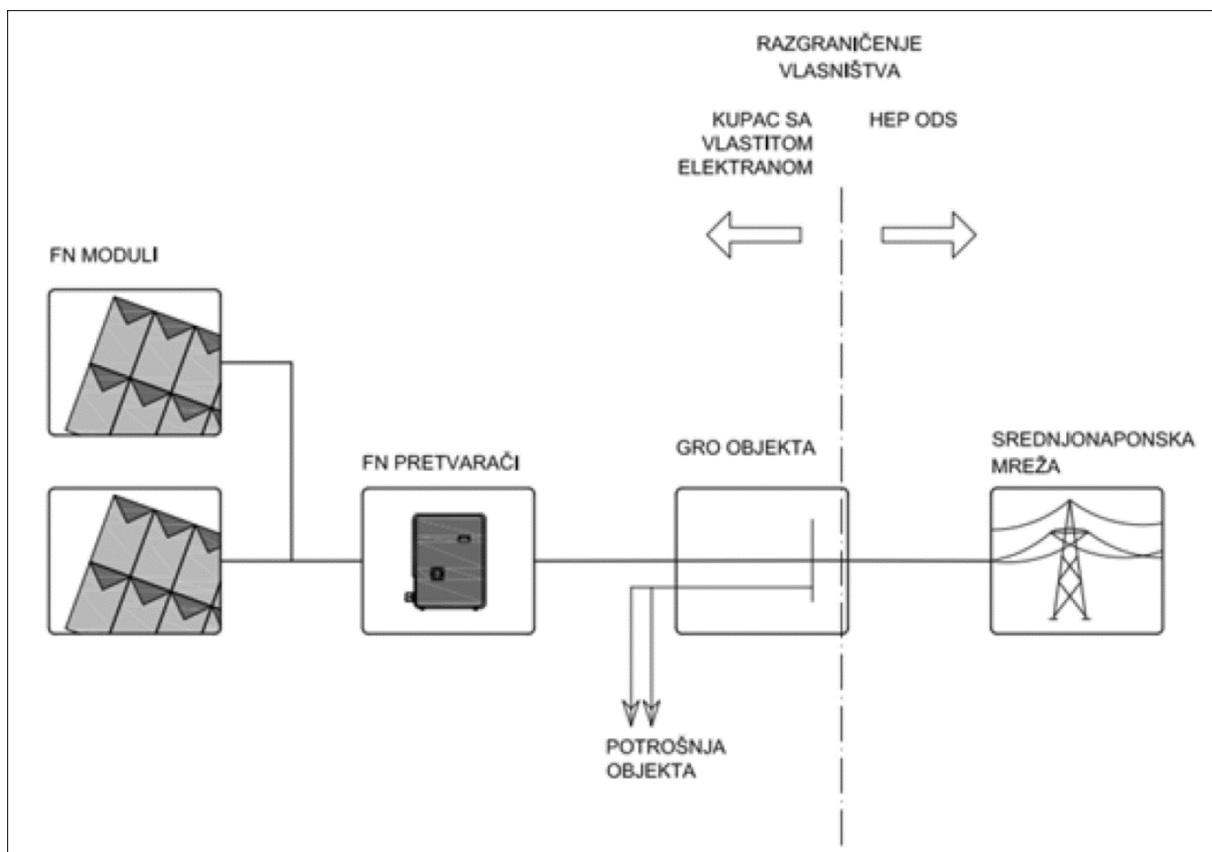 RAZGRANIČENJE
VLASNIŠTVA
KUPAC SA
VLASTITOM
ELEKTRANOM
HEP ODS
FN MODULI
FN PRETVARAČI
GRO OBJEKTA
SREDNJONAPONSKA
MREŽA
POTROŠNJA
OBJEKTA